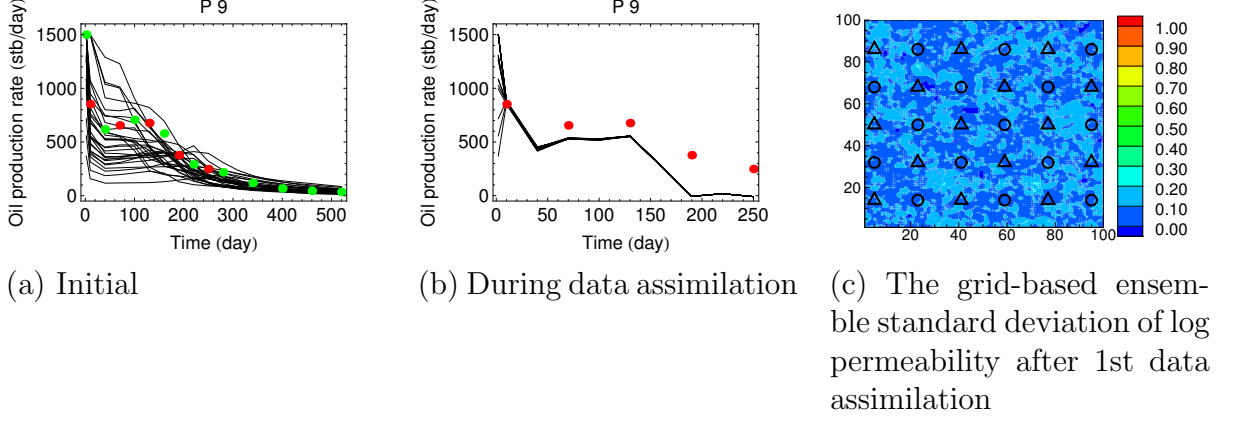 P 9
Oil production rate (stb/day)
1500
1000
500
0
0 100 200 300 400 500
Time (day)
(a) Initial
P 9
Oil production rate (stb/day)
1500
1000
500
0
0 50 100 150 200 250
Time (day)
(b) During data assimilation
100
80
60
40
20
20 40 60 80 100
1.00
0.90
0.80
0.70
0.60
0.50
0.40
0.30
0.20
0.10
0.00
(c) The grid-based ensem-
ble standard deviation of log
permeability after 1st data
assimilation